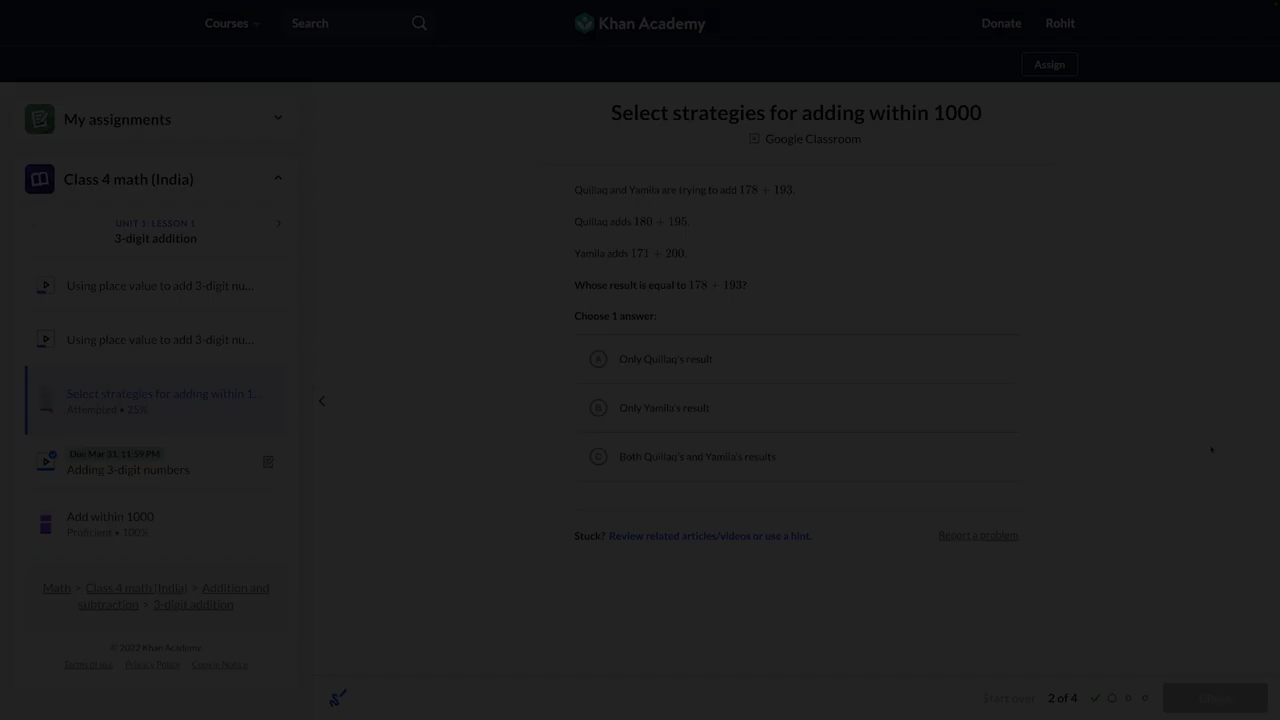 Courses
Search
Khan Academy
Donate
Rohit
Assign
My assignments
Class 4 math (India)
UNIT 3: LESSON 1
3-digit addition
Using place value to add 3-digit nu...
Using place value to add 3-digit nu...
Select strategies for adding within 1...
Attempted • 25%
Due Mar 31, 11:59 PM
Adding 3-digit numbers
Add within 1000
Proficient • 100%
Math > Class 4 math (India) > Addition and
subtraction > 3-digit addition
© 2022 Khan Academy
Terms of use Privacy Policy Cookie Notice
Select strategies for adding within 1000
Google Classroom
Quillaq and Yamila are trying to add 178 + 193.
Quillaq adds 180 + 195.
Yamila adds 171 + 200.
Whose result is equal to 178 + 193?
Choose 1 answer:
A Only Quillaq's result
B Only Yamila's result
C Both Quillaq's and Yamila's results
Stuck? Review related articles/videos or use a hint.
Report a problem
Start over 2 of 4
Check